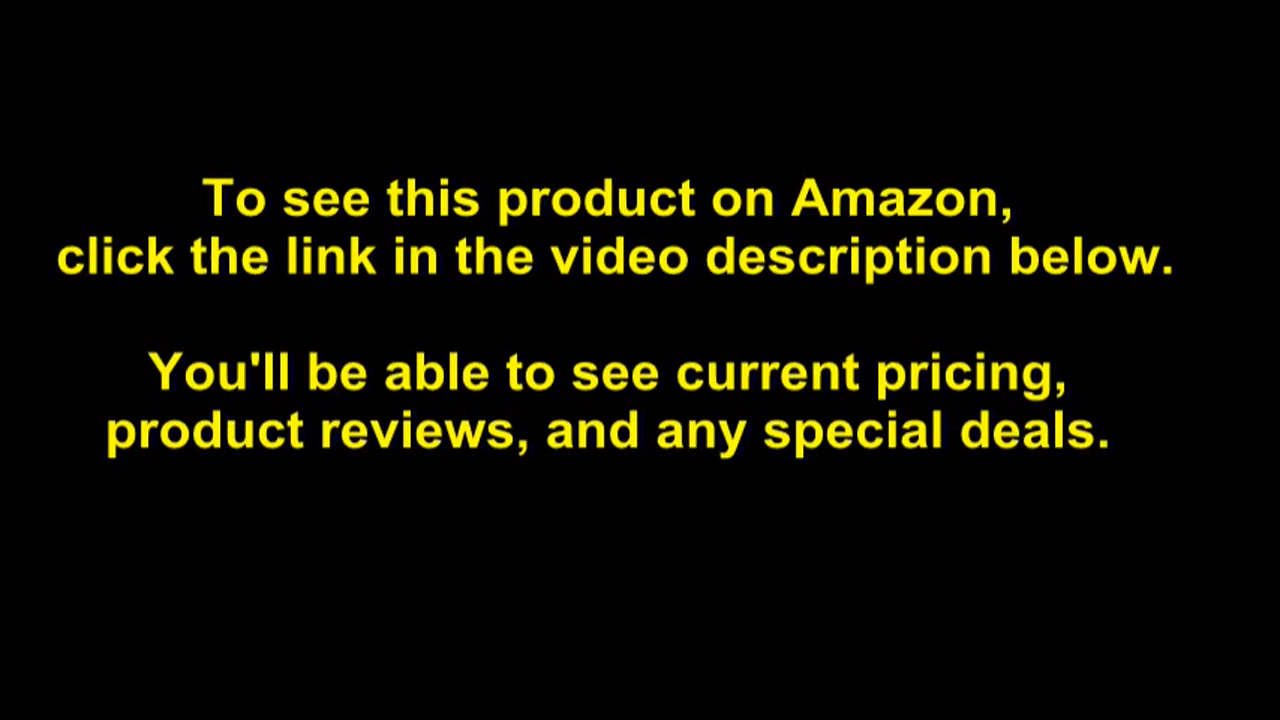 To see this product on Amazon,
click the link in the video description below.
You'll be able to see current pricing,
product reviews, and any special deals.